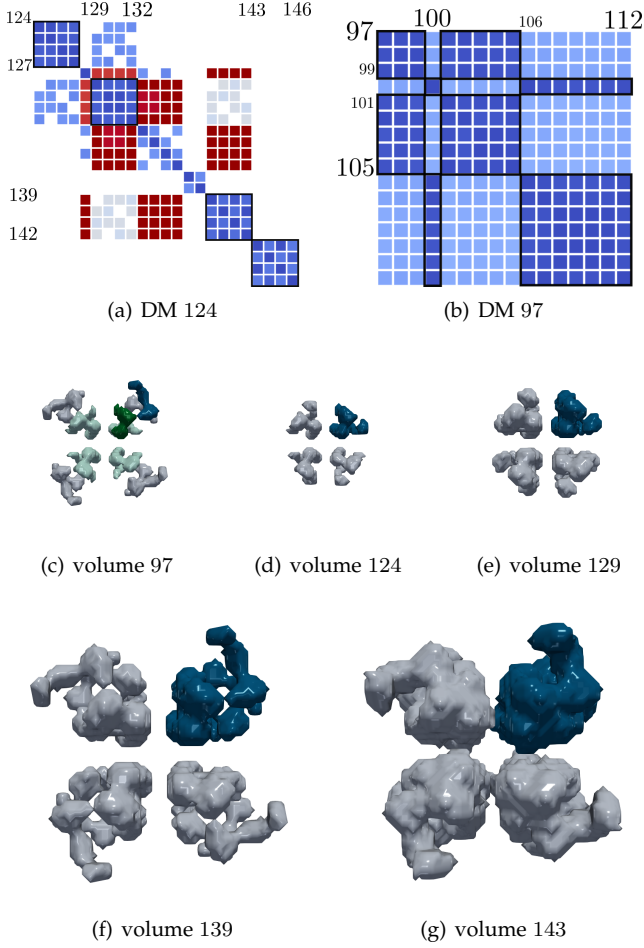 124 129 132 143 146
127
139
142
(a) DM 124
97 100 106 112
99
101
105
(b) DM 97
(c) volume 97
(d) volume 124
(e) volume 129
(f) volume 139
(g) volume 143